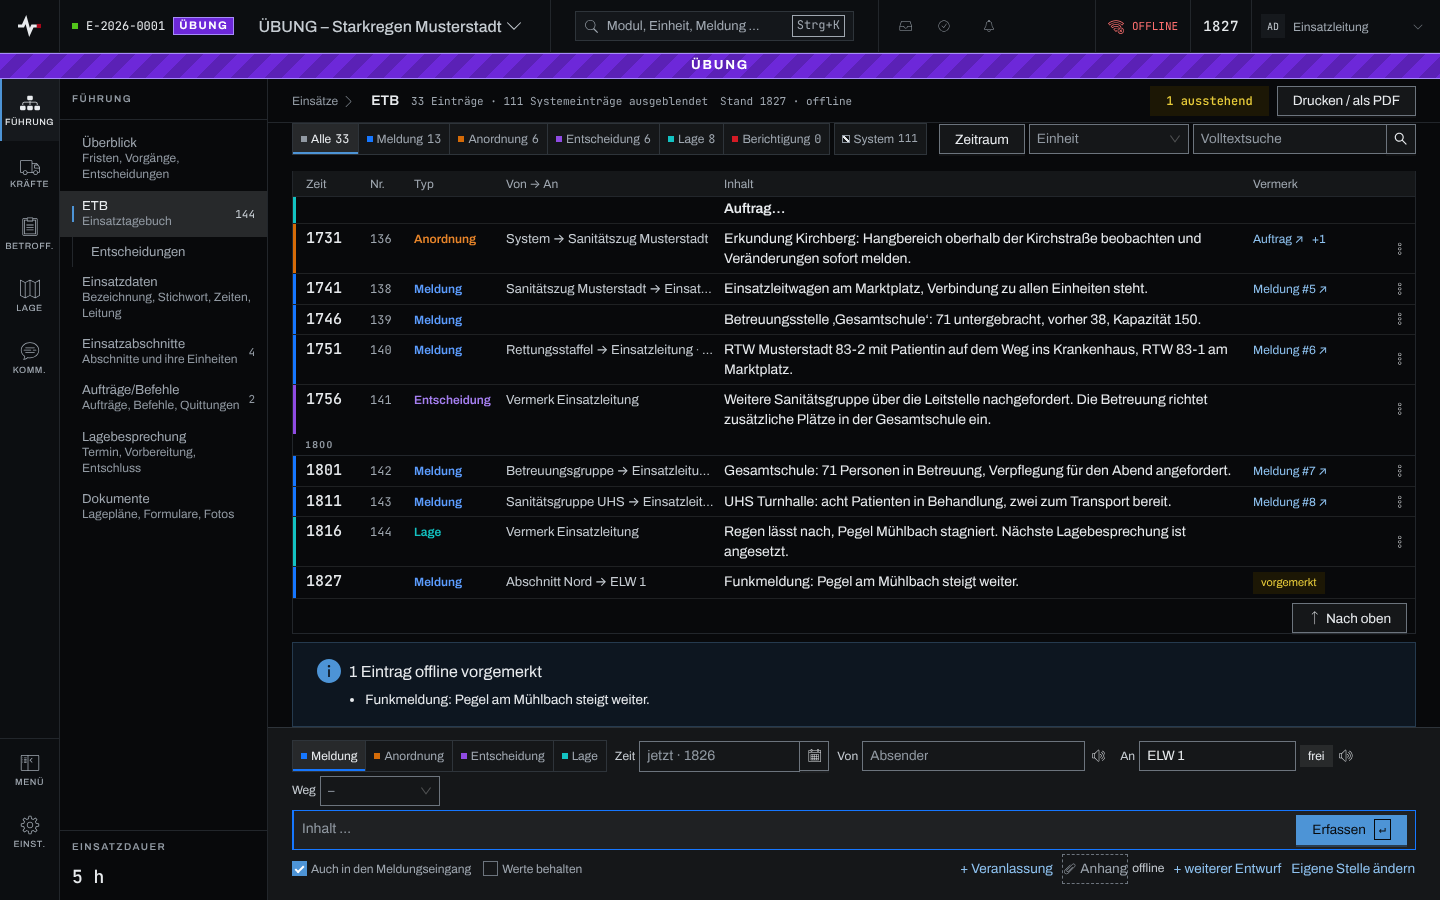 E-2026-0001 ÜBUNG ÜBUNG – Starkregen Musterstadt Modul, Einheit, Meldung ... Strg+K OFFLINE 1827 AD Einsatzleitung
ÜBUNG
FÜHRUNG
KRÄFTE
BETROFF.
LAGE
KOMM.
MENÜ
EINST.
FÜHRUNG
Überblick
Fristen, Vorgänge,
Entscheidungen
ETB
Einsatztagebuch 144
Entscheidungen
Einsatzdaten
Bezeichnung, Stichwort, Zeiten,
Leitung
Einsatzabschnitte
Abschnitte und ihre Einheiten 4
Aufträge/Befehle
Aufträge, Befehle, Quittungen 2
Lagebesprechung
Termin, Vorbereitung,
Entschluss
Dokumente
Lagepläne, Formulare, Fotos
EINSATZDAUER
5 h
Einsätze ETB 33 Einträge · 111 Systemeinträge ausgeblendet Stand 1827 · offline 1 ausstehend Drucken / als PDF
Alle 33 Meldung 13 Anordnung 6 Entscheidung 6 Lage 8 Berichtigung 0 System 111 Zeitraum Einheit Volltextsuche
Zeit Nr. Typ Von → An Inhalt Vermerk
Auftrag...
1731 136 Anordnung System → Sanitätszug Musterstadt Erkundung Kirchberg: Hangbereich oberhalb der Kirchstraße beobachten und Auftrag ↗ +1
Veränderungen sofort melden.
1741 138 Meldung Sanitätszug Musterstadt → Einsat... Einsatzleitwagen am Marktplatz, Verbindung zu allen Einheiten steht. Meldung #5 ↗
1746 139 Meldung Betreuungsstelle ‚Gesamtschule‘: 71 untergebracht, vorher 38, Kapazität 150.
1751 140 Meldung Rettungsstaffel → Einsatzleitung · ... RTW Musterstadt 83-2 mit Patientin auf dem Weg ins Krankenhaus, RTW 83-1 am Meldung #6 ↗
Marktplatz.
1756 141 Entscheidung Vermerk Einsatzleitung Weitere Sanitätsgruppe über die Leitstelle nachgefordert. Die Betreuung richtet
zusätzliche Plätze in der Gesamtschule ein.
1800
1801 142 Meldung Betreuungsgruppe → Einsatzleitu... Gesamtschule: 71 Personen in Betreuung, Verpflegung für den Abend angefordert. Meldung #7 ↗
1811 143 Meldung Sanitätsgruppe UHS → Einsatzleit... UHS Turnhalle: acht Patienten in Behandlung, zwei zum Transport bereit. Meldung #8 ↗
1816 144 Lage Vermerk Einsatzleitung Regen lässt nach, Pegel Mühlbach stagniert. Nächste Lagebesprechung ist
angesetzt.
1827 Meldung Abschnitt Nord → ELW 1 Funkmeldung: Pegel am Mühlbach steigt weiter. vorgemerkt
↑ Nach oben
1 Eintrag offline vorgemerkt
• Funkmeldung: Pegel am Mühlbach steigt weiter.
Meldung Anordnung Entscheidung Lage Zeit jetzt · 1826 Von Absender An ELW 1 frei
Weg –
Inhalt ... Erfassen ↵
Auch in den Meldungseingang Werte behalten + Veranlassung Anhang offline + weiterer Entwurf Eigene Stelle ändern